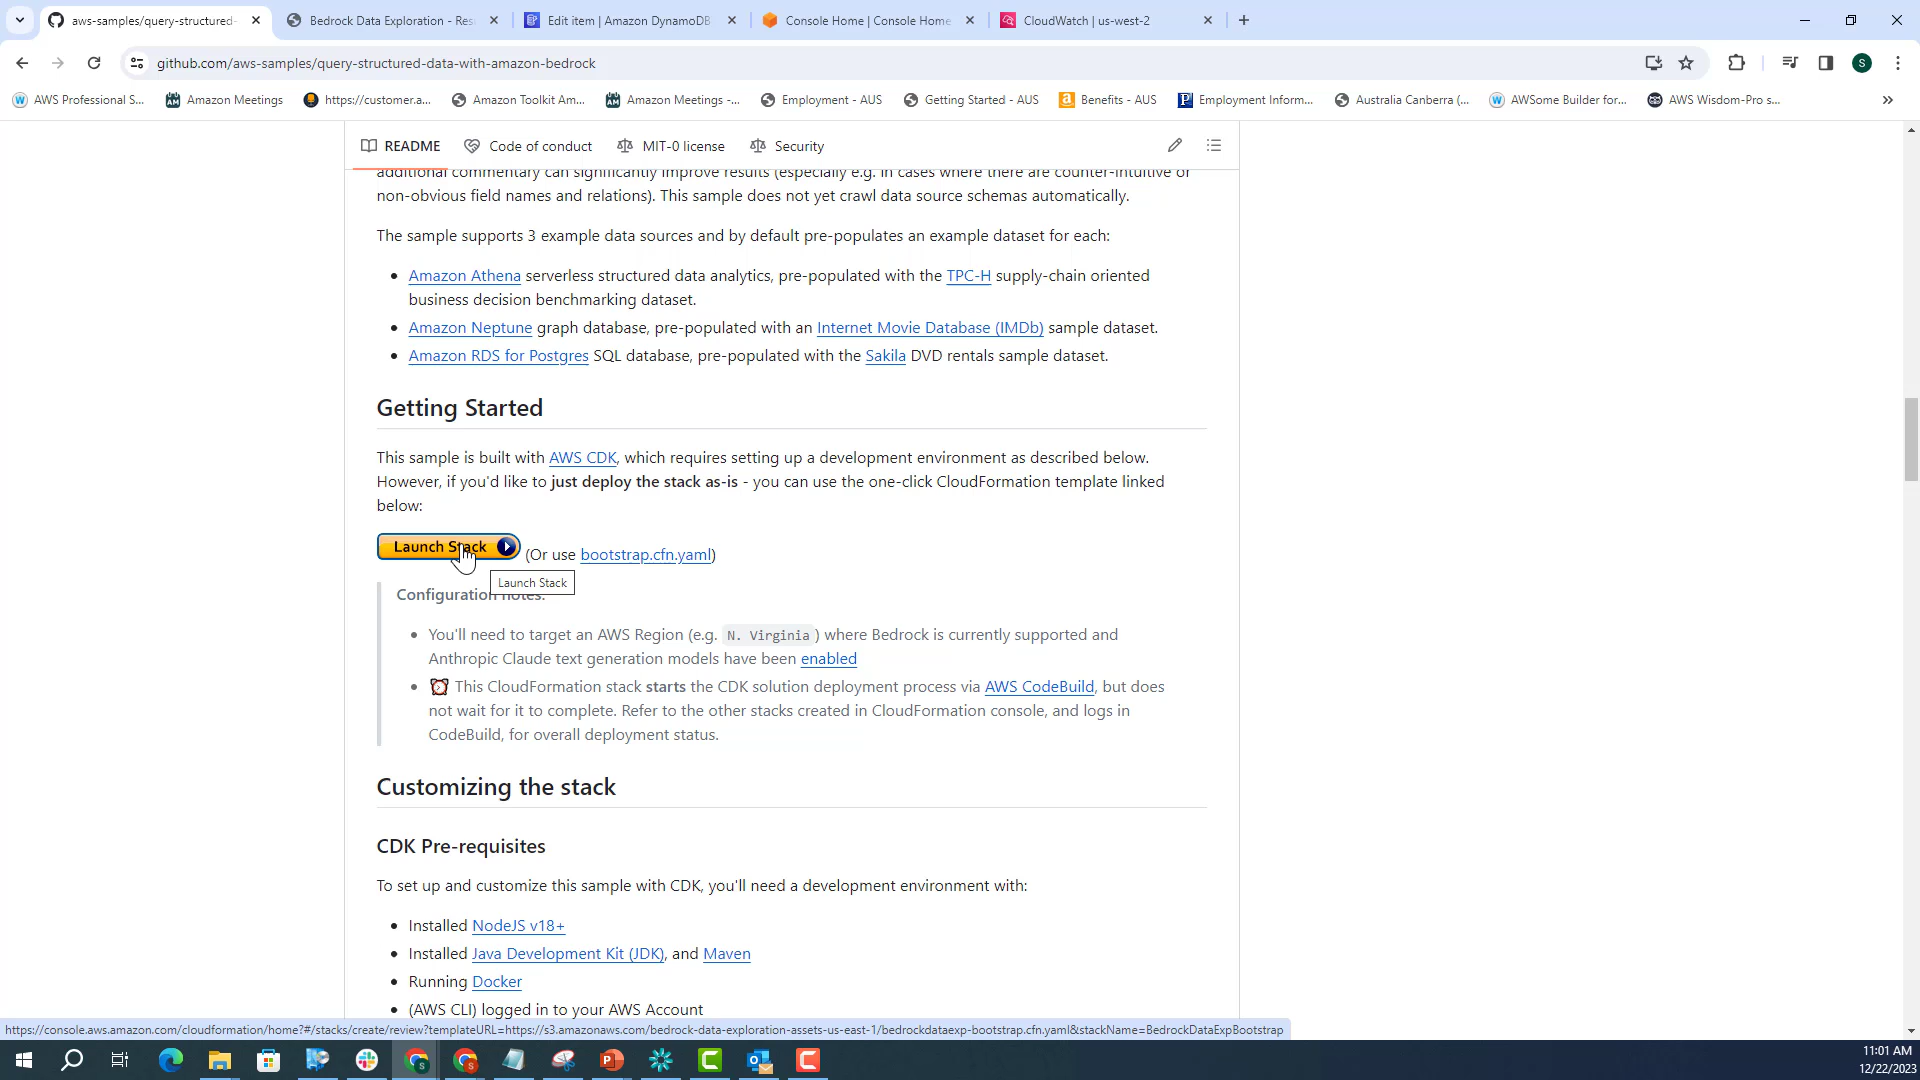 aws-samples/query-structured-
Bedrock Data Exploration - Res
Edit item | Amazon DynamoDB
Console Home | Console Home
CloudWatch | us-west-2
github.com/aws-samples/query-structured-data-with-amazon-bedrock
S
AWS Professional S...
Amazon Meetings
https://customer.a...
Amazon Toolkit Am...
Amazon Meetings -...
Employment - AUS
Getting Started - AUS
Benefits - AUS
Employment Inform...
Australia Canberra (...
AWSome Builder for...
AWS Wisdom-Pro s...
README
Code of conduct
MIT-0 license
Security
additional commentary can significantly improve results (especially e.g. in cases where there are counter-intuitive or
non-obvious field names and relations). This sample does not yet crawl data source schemas automatically.
The sample supports 3 example data sources and by default pre-populates an example dataset for each:
• Amazon Athena serverless structured data analytics, pre-populated with the TPC-H supply-chain oriented
business decision benchmarking dataset.
• Amazon Neptune graph database, pre-populated with an Internet Movie Database (IMDb) sample dataset.
• Amazon RDS for Postgres SQL database, pre-populated with the Sakila DVD rentals sample dataset.
Getting Started
This sample is built with AWS CDK, which requires setting up a development environment as described below.
However, if you'd like to just deploy the stack as-is - you can use the one-click CloudFormation template linked
below:
Launch Stack (Or use bootstrap.cfn.yaml)
Launch Stack
Configuration notes:
• You'll need to target an AWS Region (e.g. N. Virginia) where Bedrock is currently supported and
Anthropic Claude text generation models have been enabled
• ⏰ This CloudFormation stack starts the CDK solution deployment process via AWS CodeBuild, but does
not wait for it to complete. Refer to the other stacks created in CloudFormation console, and logs in
CodeBuild, for overall deployment status.
Customizing the stack
CDK Pre-requisites
To set up and customize this sample with CDK, you'll need a development environment with:
• Installed NodeJS v18+
• Installed Java Development Kit (JDK), and Maven
• Running Docker
• (AWS CLI) logged in to your AWS Account
https://console.aws.amazon.com/cloudformation/home?#/stacks/create/review?templateURL=https://s3.amazonaws.com/bedrock-data-exploration-assets-us-east-1/bedrockdataexp-bootstrap.cfn.yaml&stackName=BedrockDataExpBootstrap
11:01 AM
12/22/2023